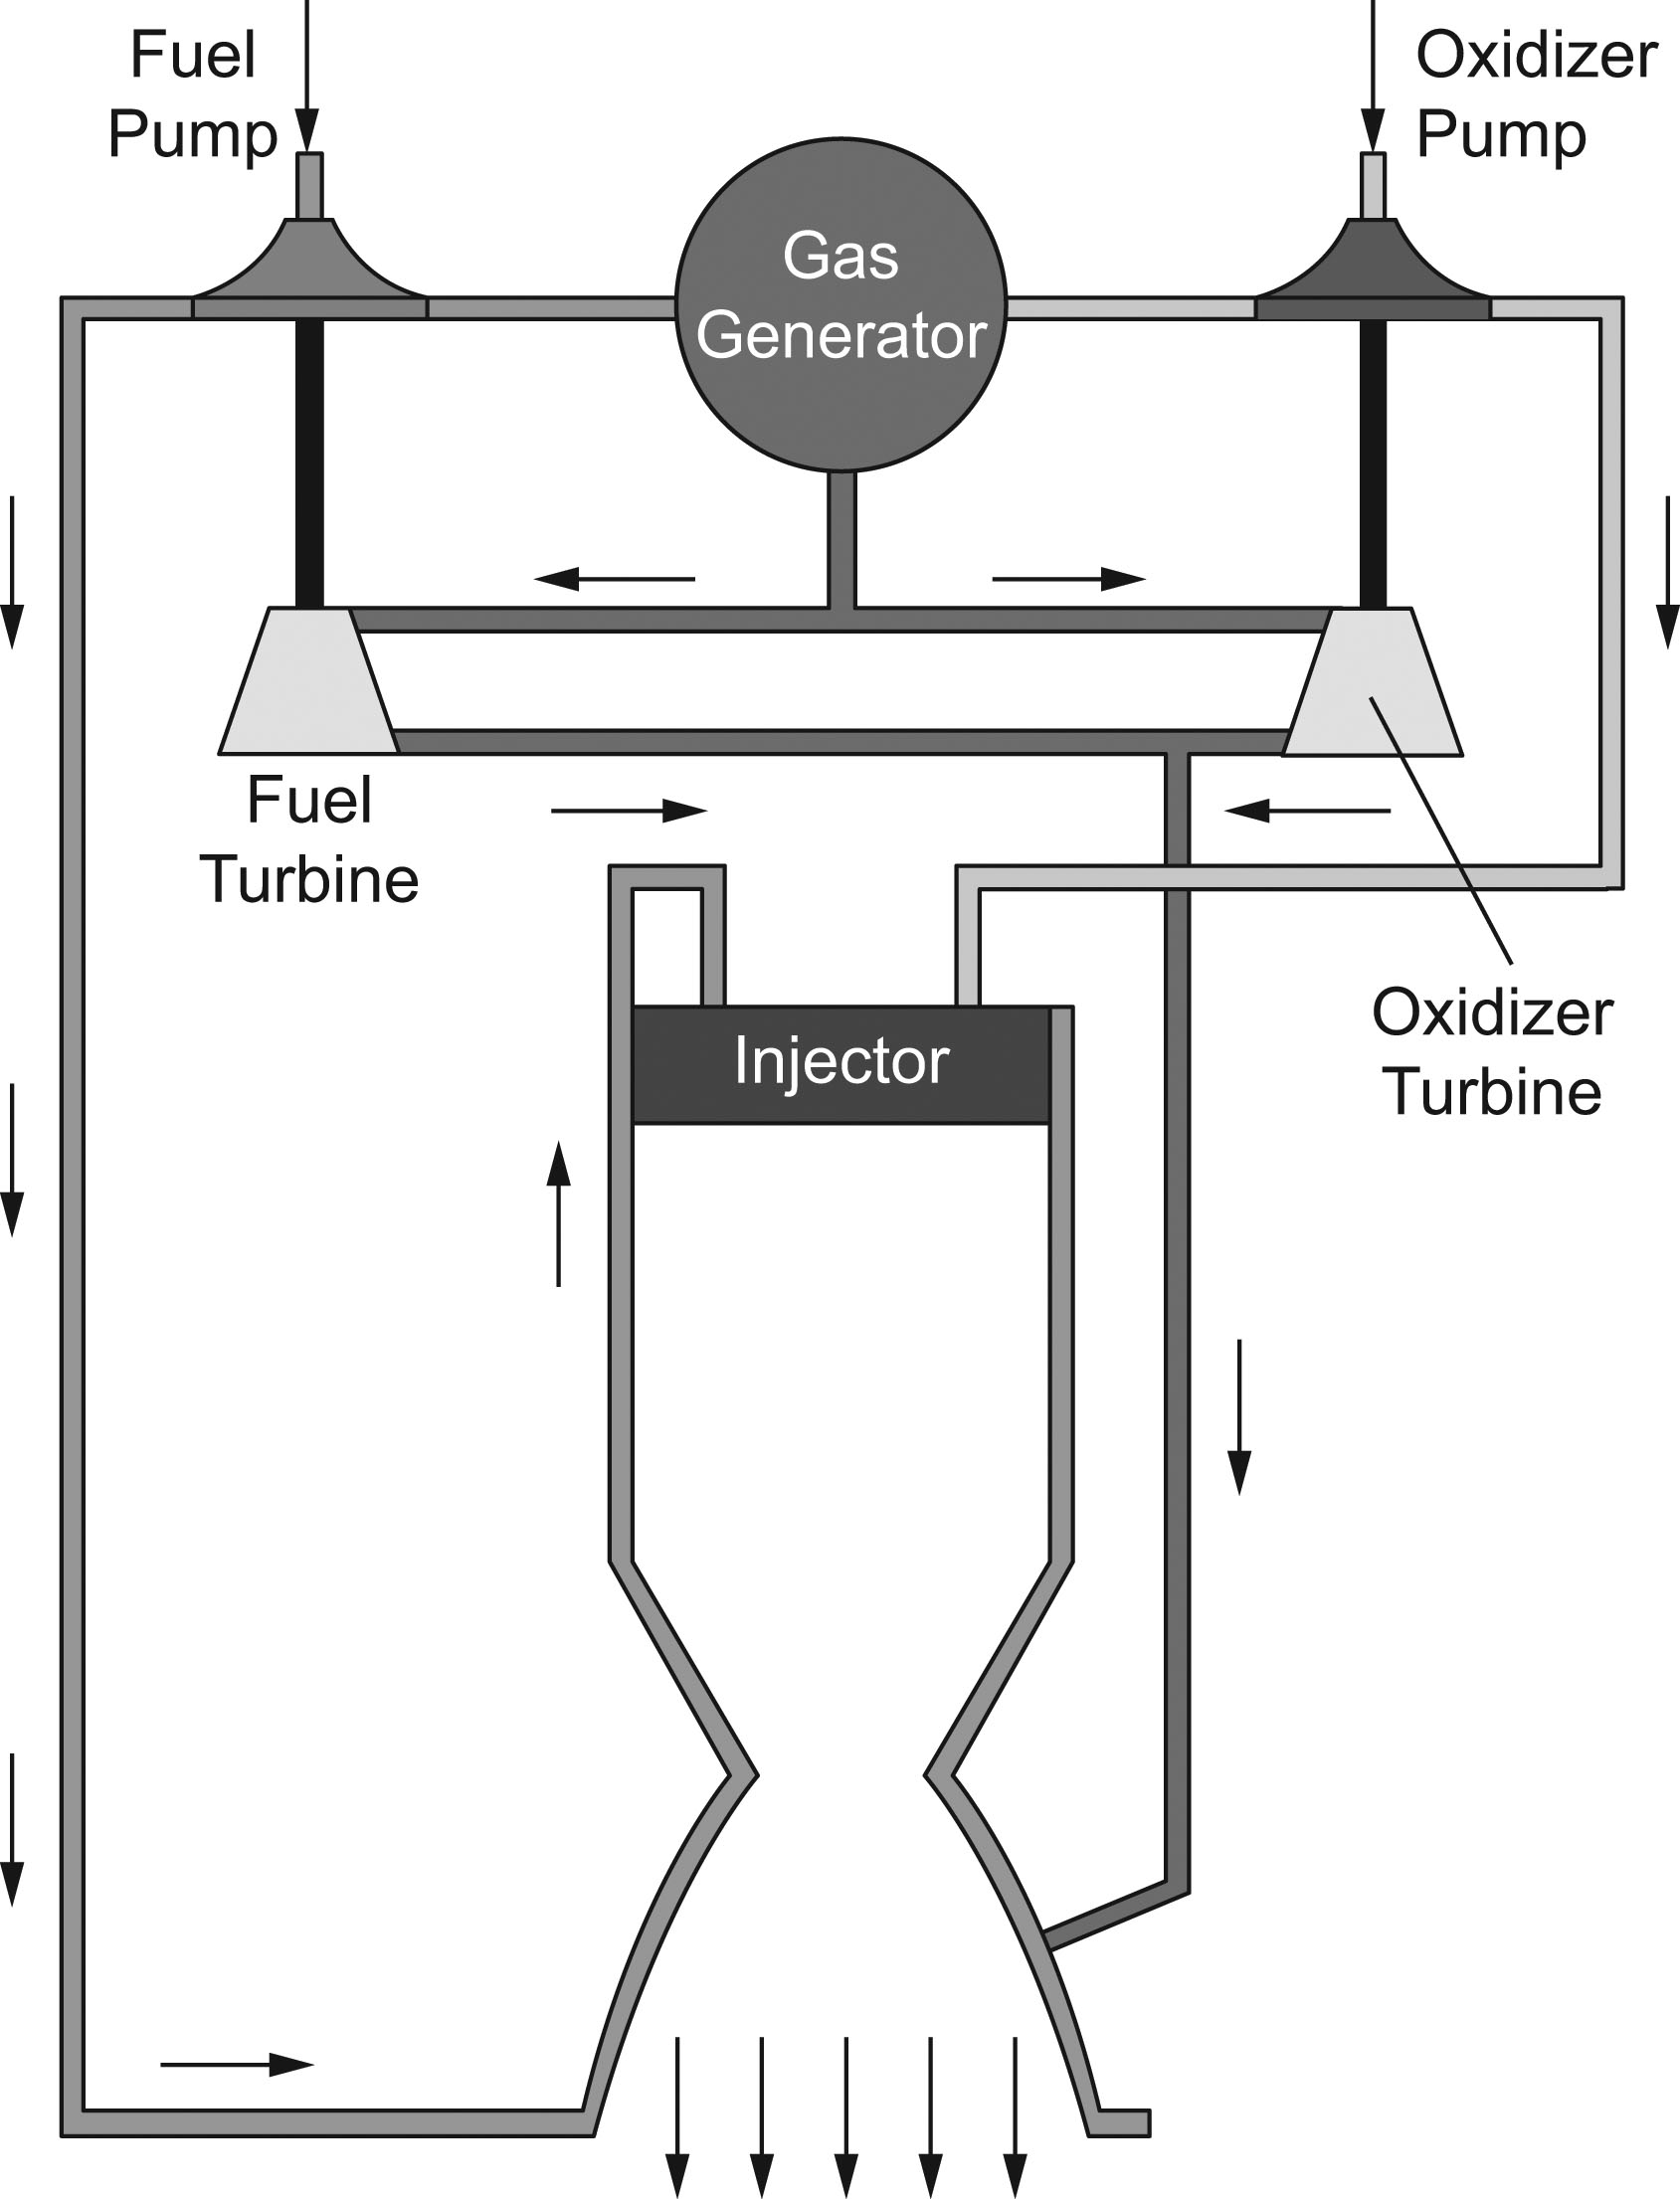 Fuel
Pump
Oxidizer
Pump
Gas
Generator
Fuel
Turbine
Injector
Oxidizer
Turbine